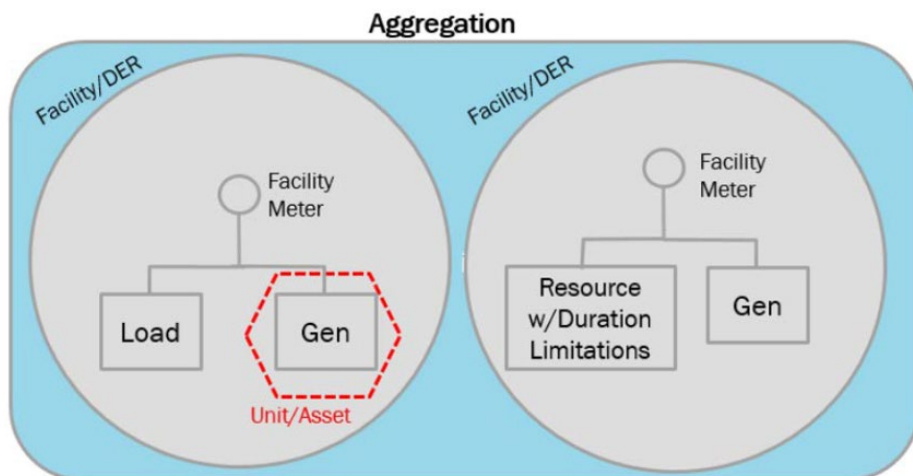 Aggregation
Facility/DER
Facility
Meter
Load
Gen
Unit/Asset
Facility/DER
Facility
Meter
Resource
w/Duration
Limitations
Gen